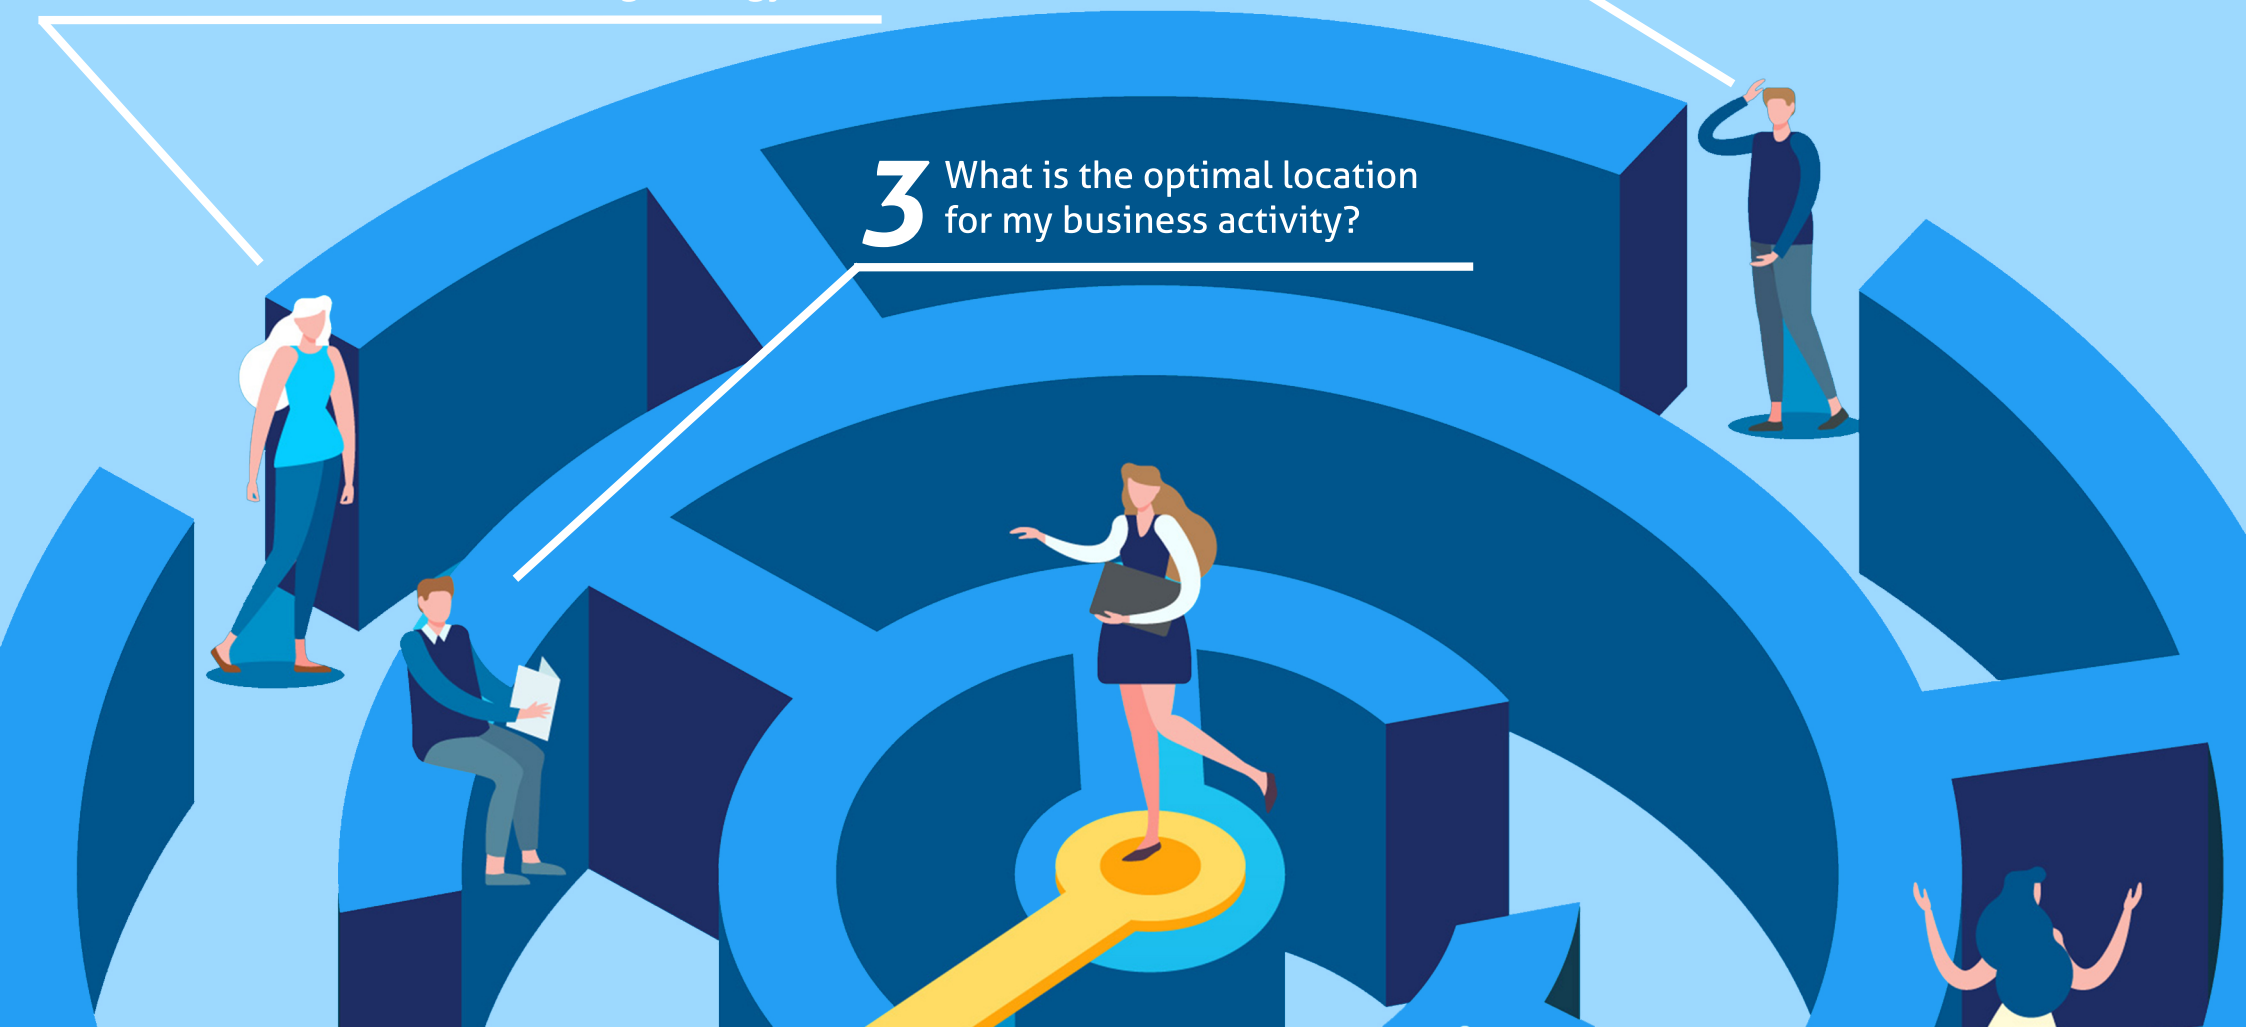 3 What is the optimal location
for my business activity?